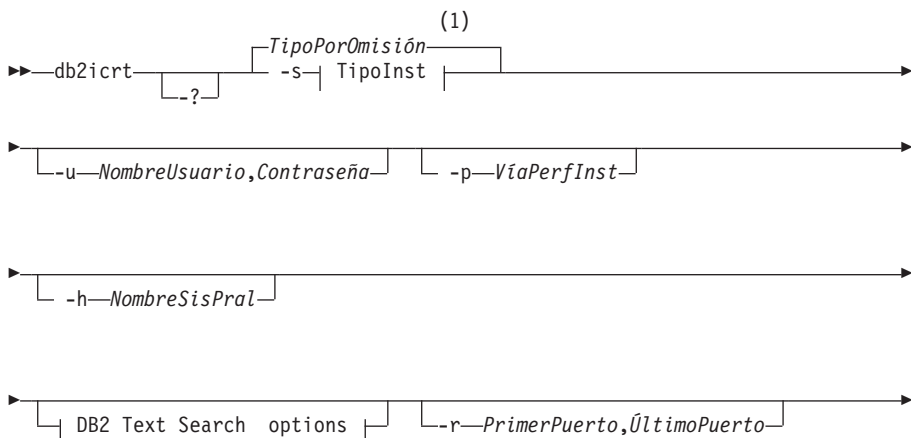 (1)
TipoPorOmisión
db2icrt -? -s TipoInst
-u NombreUsuario,Contraseña -p VíaPerfInst
-h NombreSisPral
DB2 Text Search options -r PrimerPuerto,ÚltimoPuerto